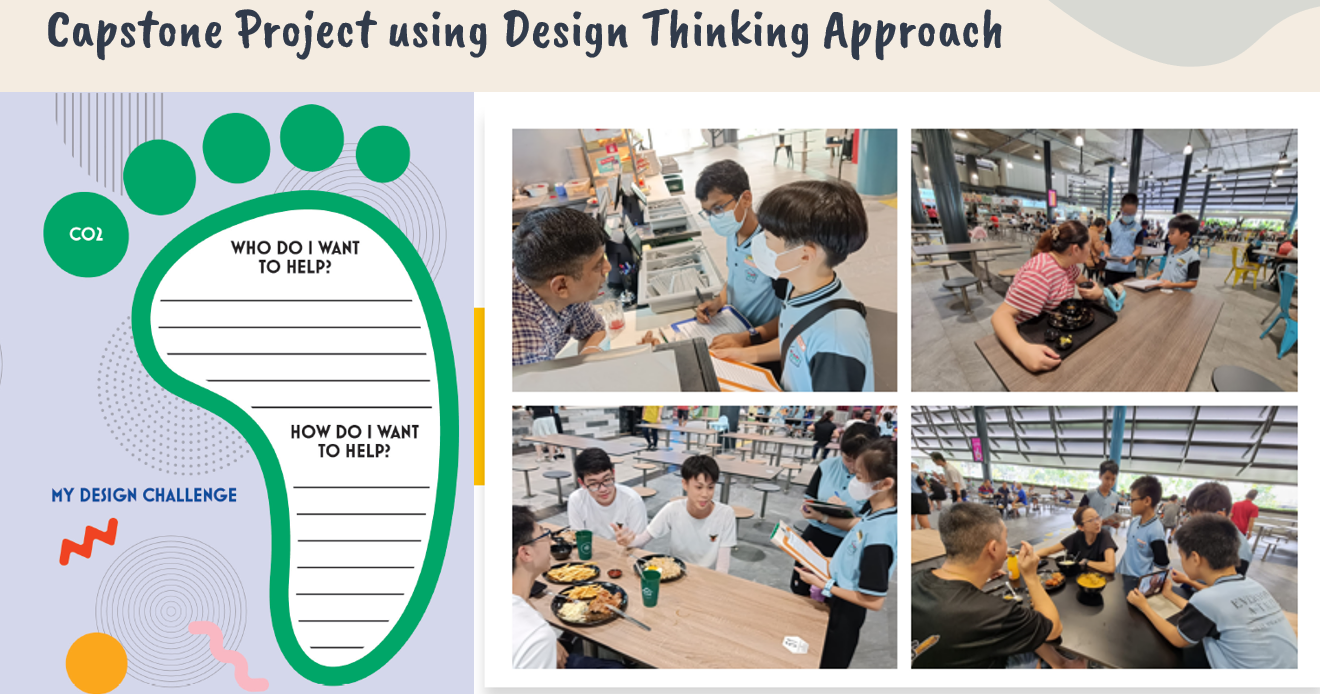 Capstone Project using Design Thinking Approach
CO2
WHO DO I WANT
TO HELP?
HOW DO I WANT
TO HELP?
MY DESIGN CHALLENGE